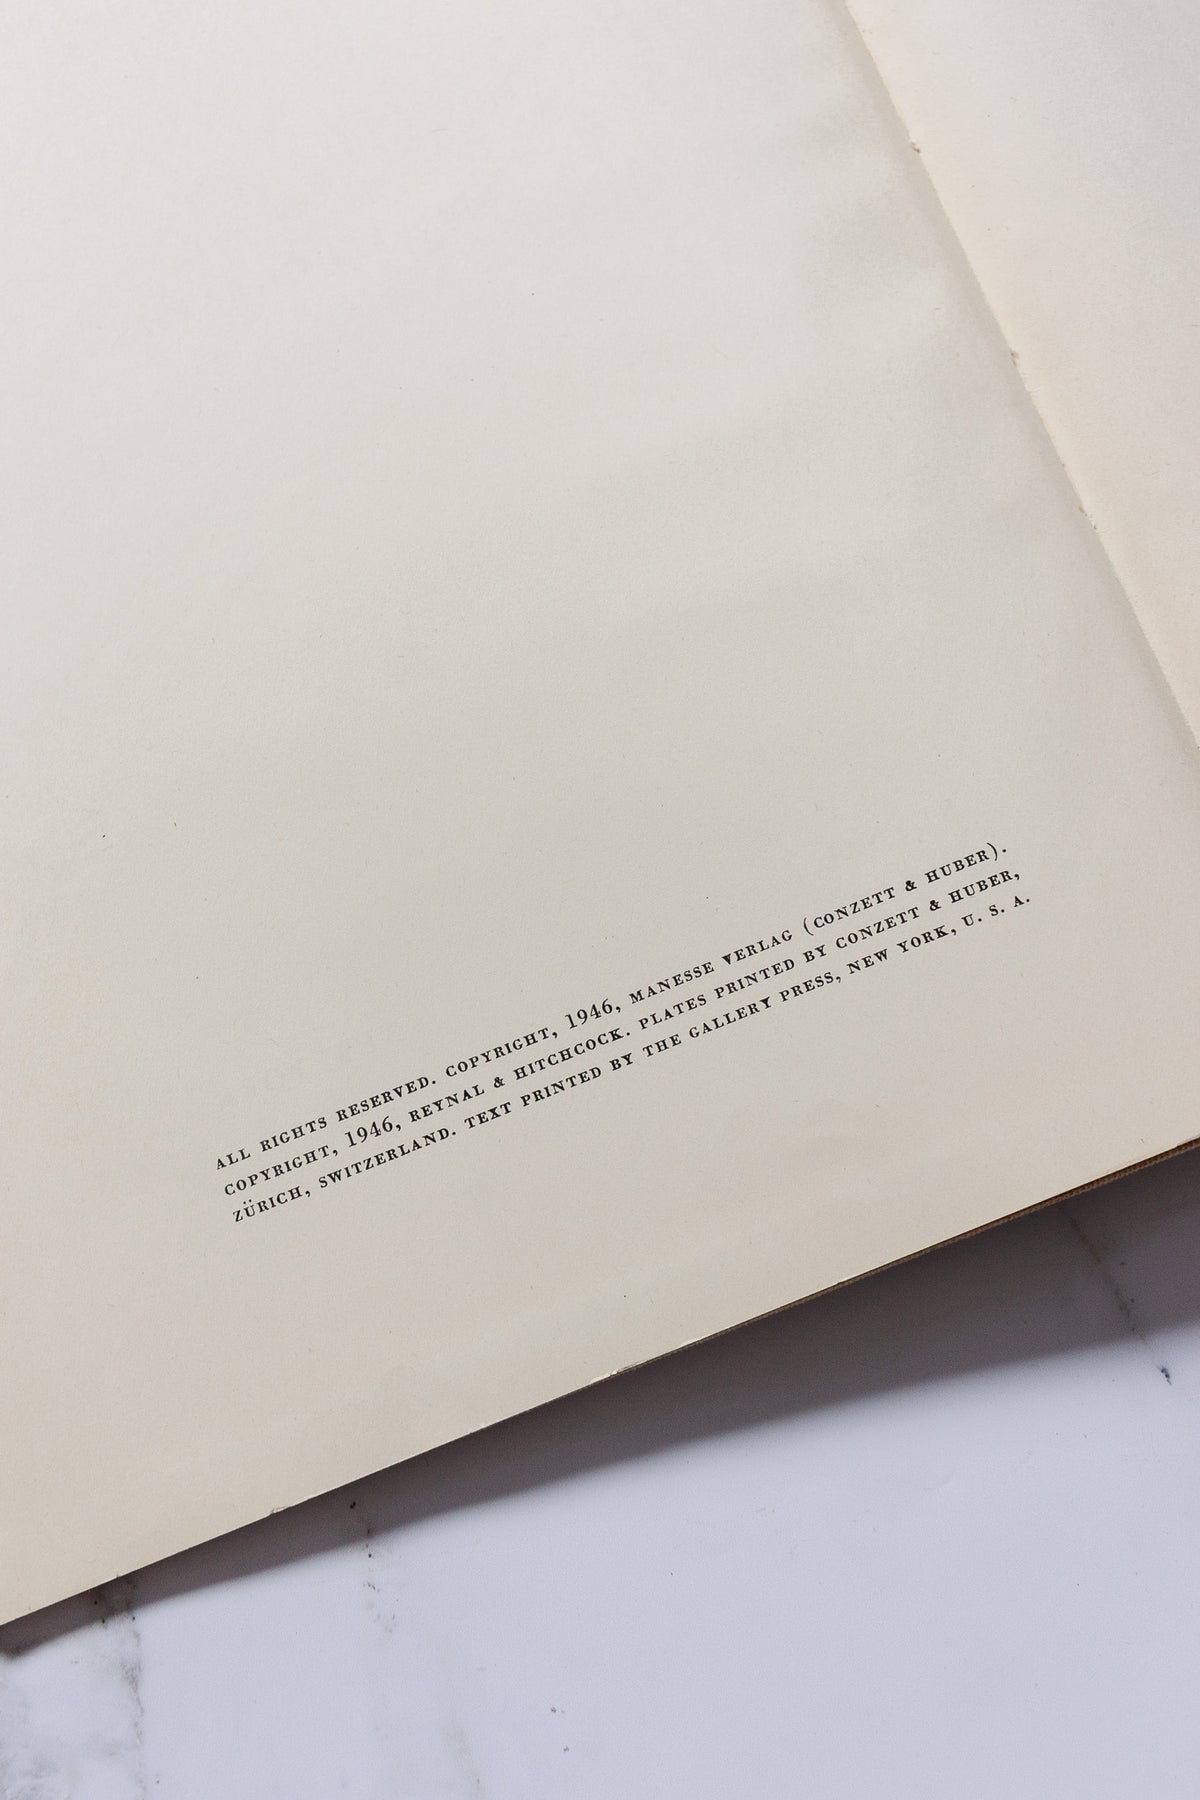 ALL RIGHTS RESERVED. COPYRIGHT, 1946, MANESSE VERLAG (CONZETT & HUBER).
COPYRIGHT, 1946, REYNAL & HITCHCOCK. PLATES PRINTED BY CONZETT & HUBER,
ZÜRICH, SWITZERLAND. TEXT PRINTED BY THE GALLERY PRESS, NEW YORK, U. S. A.